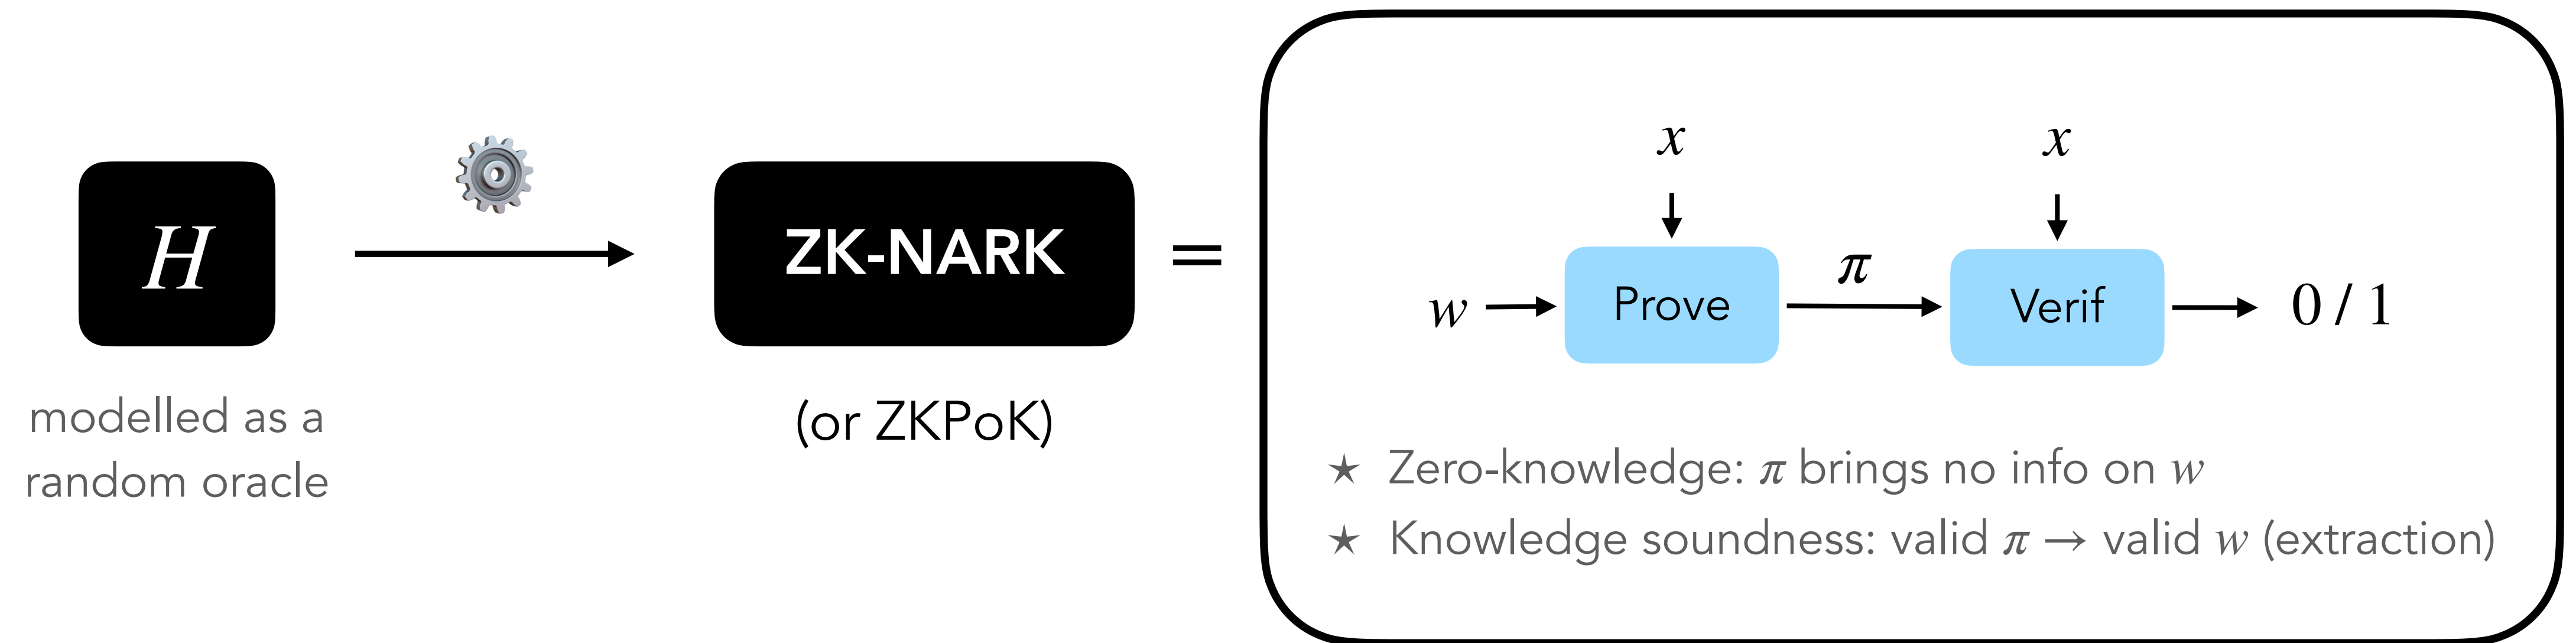 H
modelled as a
random oracle
ZK-NARK
(or ZKPoK)
=
x
x
w
Prove
π
Verif
0 / 1
★ Zero-knowledge: π brings no info on w
★ Knowledge soundness: valid π → valid w (extraction)